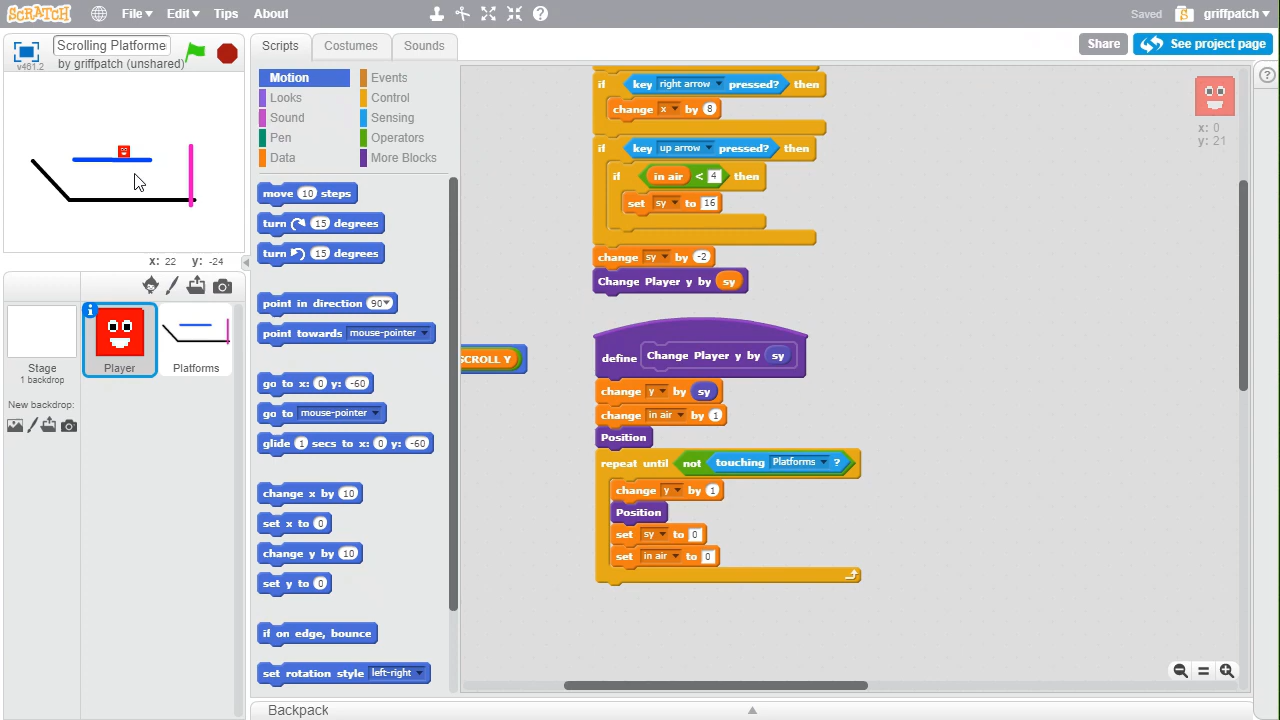 SCRATCH File Edit Tips About Saved griffpatch
Scrolling Platforme
by griffpatch (unshared)
v461.2
Scripts Costumes Sounds Share See project page
Motion Events
Looks Control
Sound Sensing
Pen Operators
Data More Blocks
move 10 steps
turn 15 degrees
turn 15 degrees
point in direction 90
point towards mouse-pointer
go to x: 0 y: -60
go to mouse-pointer
glide 1 secs to x: 0 y: -60
change x by 10
set x to 0
change y by 10
set y to 0
if on edge, bounce
set rotation style left-right
x: 22 y: -24
Stage
1 backdrop
Player
Platforms
New backdrop:
if key right arrow pressed? then
change x by 8
if key up arrow pressed? then
if in air < 4 then
set sy to 16
change sy by -2
Change Player y by sy
SCROLL Y
define Change Player y by sy
change y by sy
change in air by 1
Position
repeat until not touching Platforms ?
change y by 1
Position
set sy to 0
set in air to 0
x: 0
y: 21
Backpack